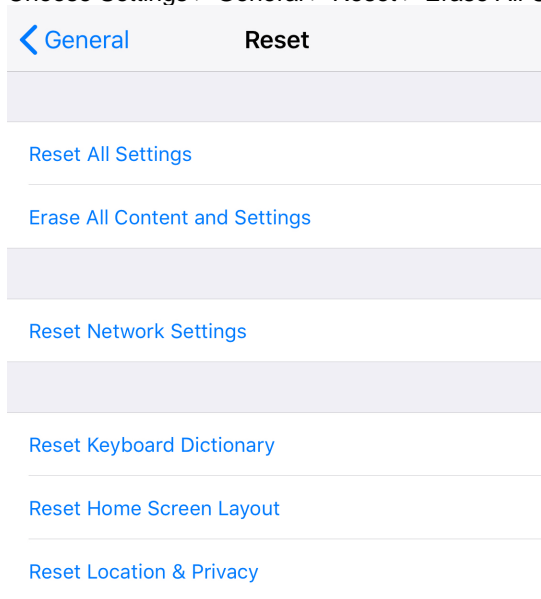 General Reset
Reset All Settings
Erase All Content and Settings
Reset Network Settings
Reset Keyboard Dictionary
Reset Home Screen Layout
Reset Location & Privacy